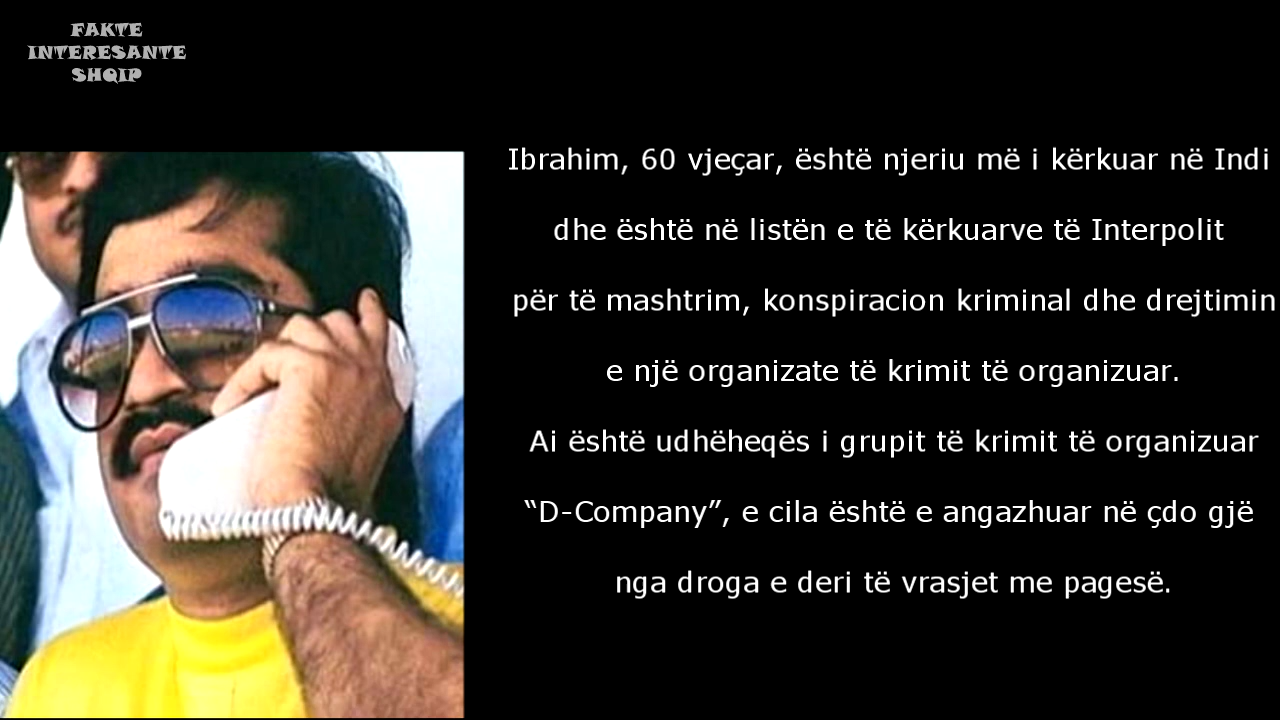 FAKTE
INTERESANTE
SHQIP
Ibrahim, 60 vjeçar, është njeriu më i kërkuar në Indi
dhe është në listën e të kërkuarve të Interpolit
për të mashtrim, konspiracion kriminal dhe drejtimin
e një organizate të krimit të organizuar.
Ai është udhëheqës i grupit të krimit të organizuar
“D-Company”, e cila është e angazhuar në çdo gjë
nga droga e deri të vrasjet me pagesë.